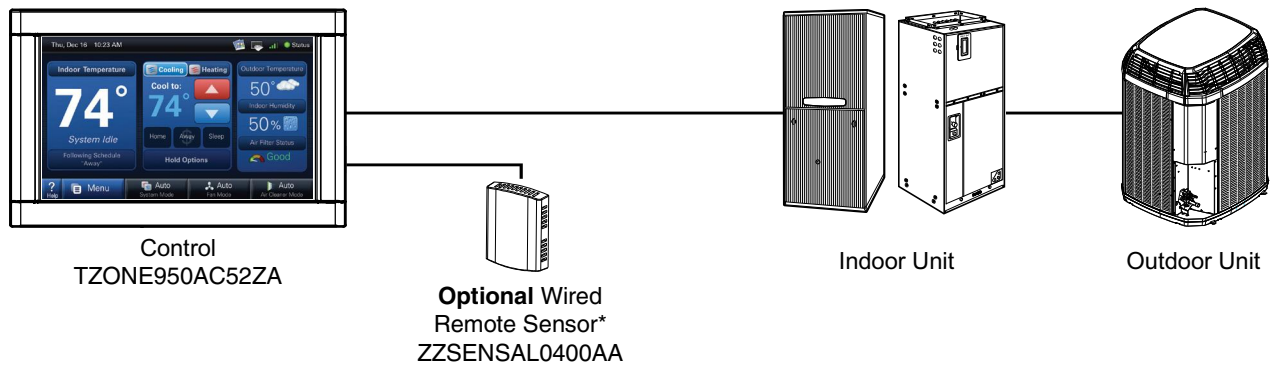 Thu, Dec 16 10:23 AM
Status
Indoor Temperature
74°
System Idle
Following Schedule
"Away"
Cooling
Heating
Cool to:
74°
Home
Away
Sleep
Hold Options
Outdoor Temperature
50°
Indoor Humidity
50%
Air Filter Status
Good
?
Help
Menu
Auto
System Mode
Auto
Fan Mode
Auto
Air Cleaner Mode
Control
TZONE950AC52ZA
Optional Wired
Remote Sensor*
ZZSENSAL0400AA
Indoor Unit
Outdoor Unit